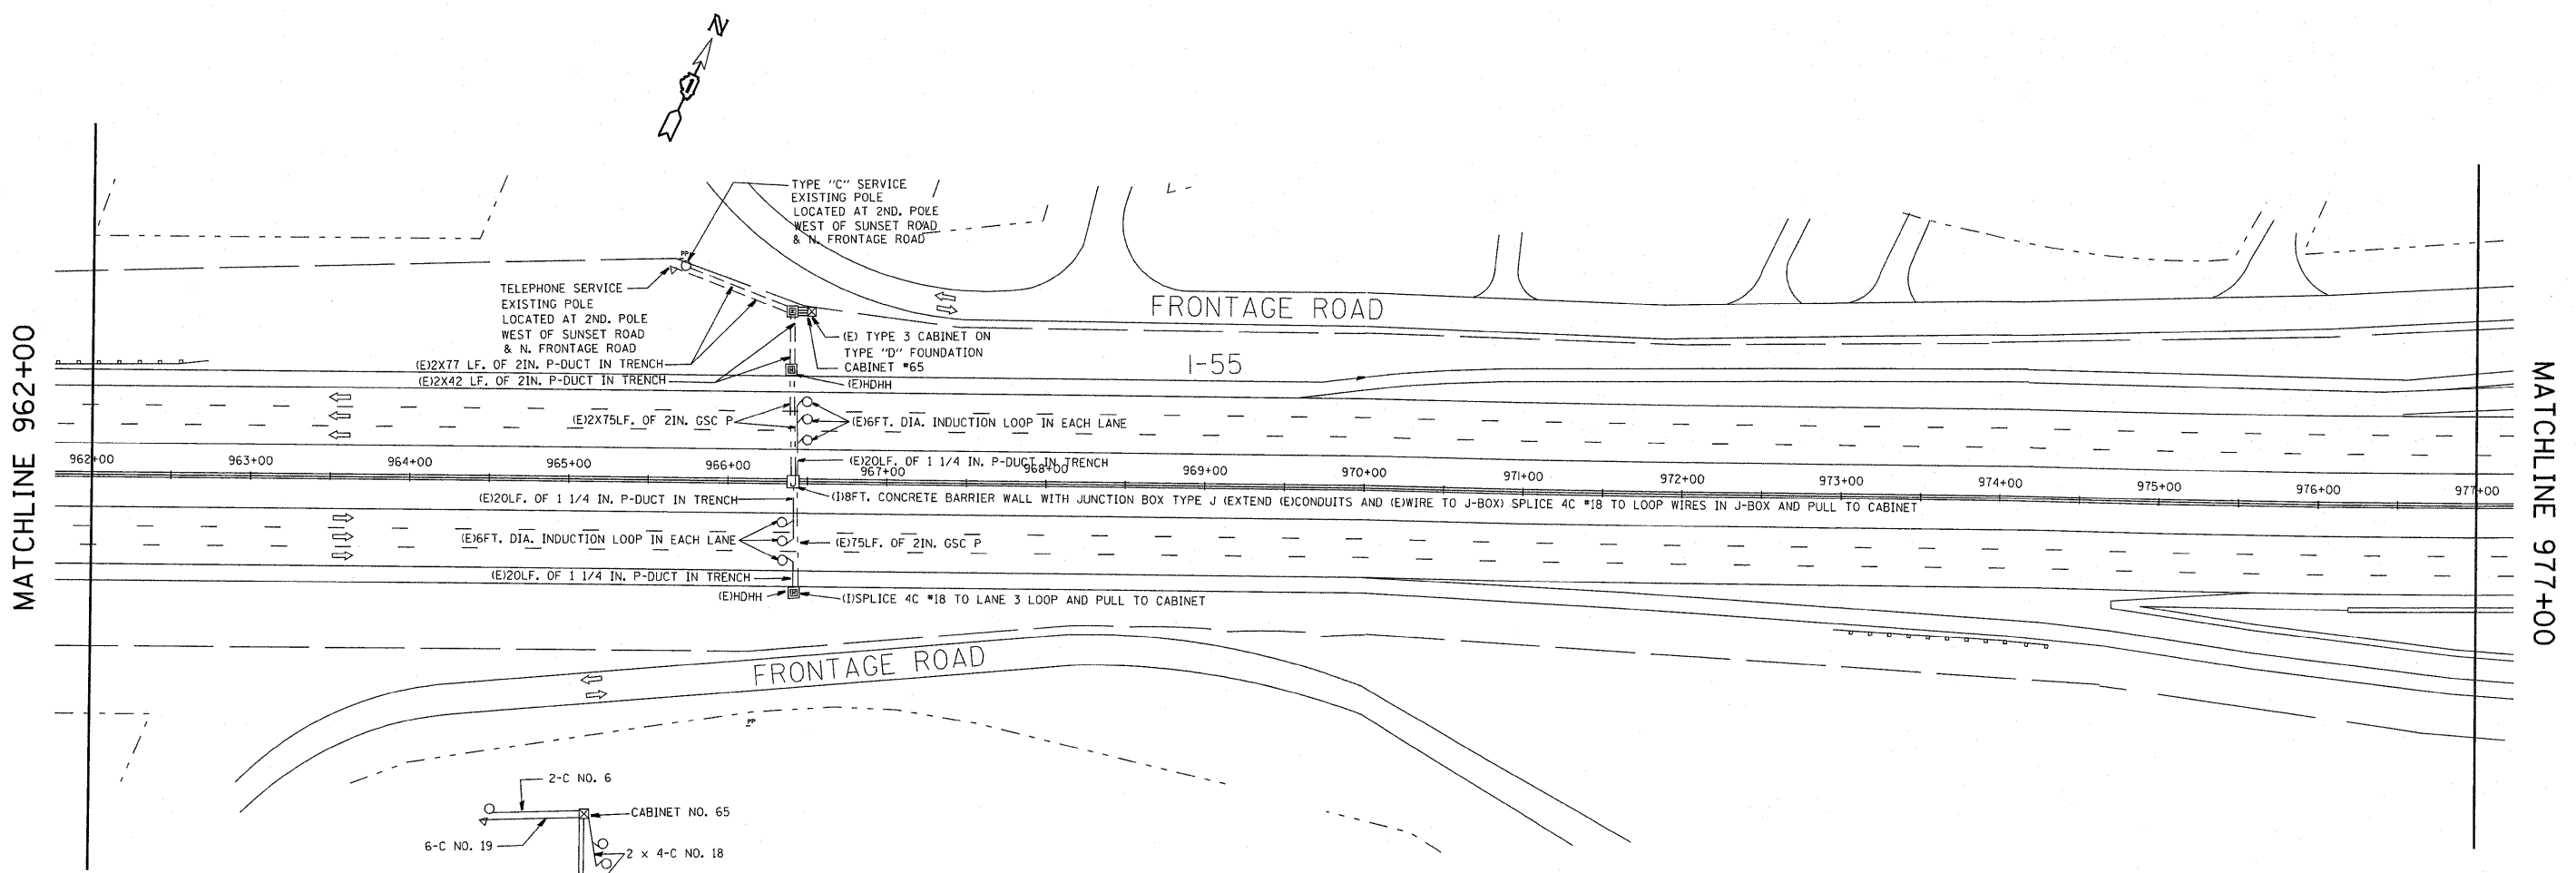 N
TYPE "C" SERVICE
EXISTING POLE
LOCATED AT 2ND. POLE
WEST OF SUNSET ROAD
& N. FRONTAGE ROAD
PP
TELEPHONE SERVICE
EXISTING POLE
LOCATED AT 2ND. POLE
WEST OF SUNSET ROAD
& N. FRONTAGE ROAD
FRONTAGE ROAD
(E) TYPE 3 CABINET ON
TYPE "D" FOUNDATION
CABINET #65
I-55
(E)2X77 LF. OF 2IN. P-DUCT IN TRENCH
(E)2X42 LF. OF 2IN. P-DUCT IN TRENCH
(E)HDHH
MATCHLINE 962+00
MATCHLINE 977+00
(E)2X75LF. OF 2IN. GSC P
(E)6FT. DIA. INDUCTION LOOP IN EACH LANE
(E)20LF. OF 1 1/4 IN. P-DUCT IN TRENCH
962+00
963+00
964+00
965+00
966+00
967+00
968+00
969+00
970+00
971+00
972+00
973+00
974+00
975+00
976+00
977+00
(E)20LF. OF 1 1/4 IN. P-DUCT IN TRENCH
(I)8FT. CONCRETE BARRIER WALL WITH JUNCTION BOX TYPE J (EXTEND (E)CONDUITS AND (E)WIRE TO J-BOX) SPLICE 4C #18 TO LOOP WIRES IN J-BOX AND PULL TO CABINET
(E)6FT. DIA. INDUCTION LOOP IN EACH LANE
(E)75LF. OF 2IN. GSC P
(E)20LF. OF 1 1/4 IN. P-DUCT IN TRENCH
(E)HDHH
(I)SPLICE 4C #18 TO LANE 3 LOOP AND PULL TO CABINET
FRONTAGE ROAD
PP
2-C NO. 6
CABINET NO. 65
6-C NO. 19
2 x 4-C NO. 18